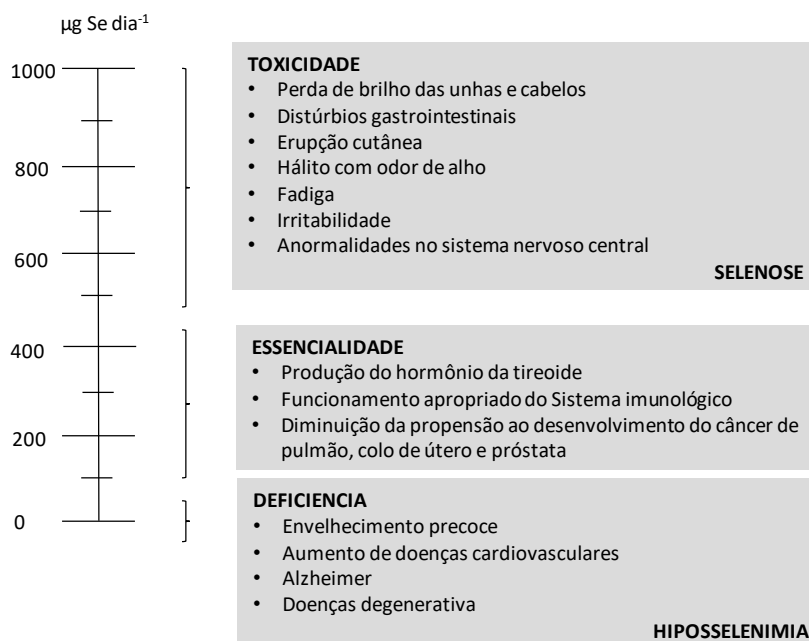 µg Se dia-1
1000
800
600
400
200
0
TOXICIDADE
• Perda de brilho das unhas e cabelos
• Distúrbios gastrointestinais
• Erupção cutânea
• Hálito com odor de alho
• Fadiga
• Irritabilidade
• Anormalidades no sistema nervoso central
SELENOSE
ESSENCIALIDADE
• Produção do hormônio da tireoide
• Funcionamento apropriado do Sistema imunológico
• Diminuição da propensão ao desenvolvimento do câncer de
pulmão, colo de útero e próstata
DEFICIENCIA
• Envelhecimento precoce
• Aumento de doenças cardiovasculares
• Alzheimer
• Doenças degenerativa
HIPOSSELENIMIA